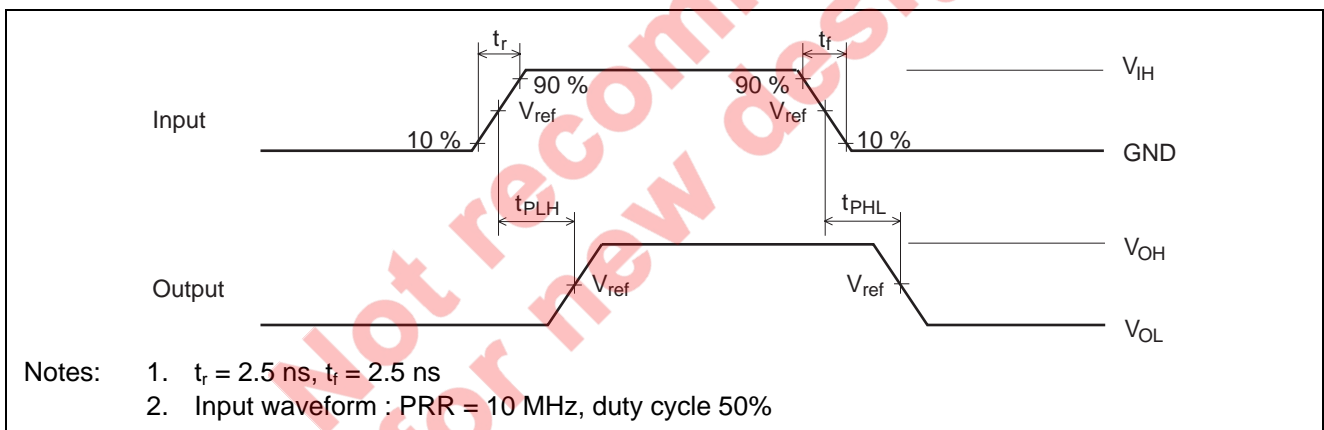 tr
tf
VIH
90 %
90 %
Input
Vref
Vref
10 %
10 %
GND
tPLH
tPHL
VOH
Output
Vref
Vref
VOL
Notes: 1. tr = 2.5 ns, tf = 2.5 ns
2. Input waveform : PRR = 10 MHz, duty cycle 50%
Not recom
for new desi